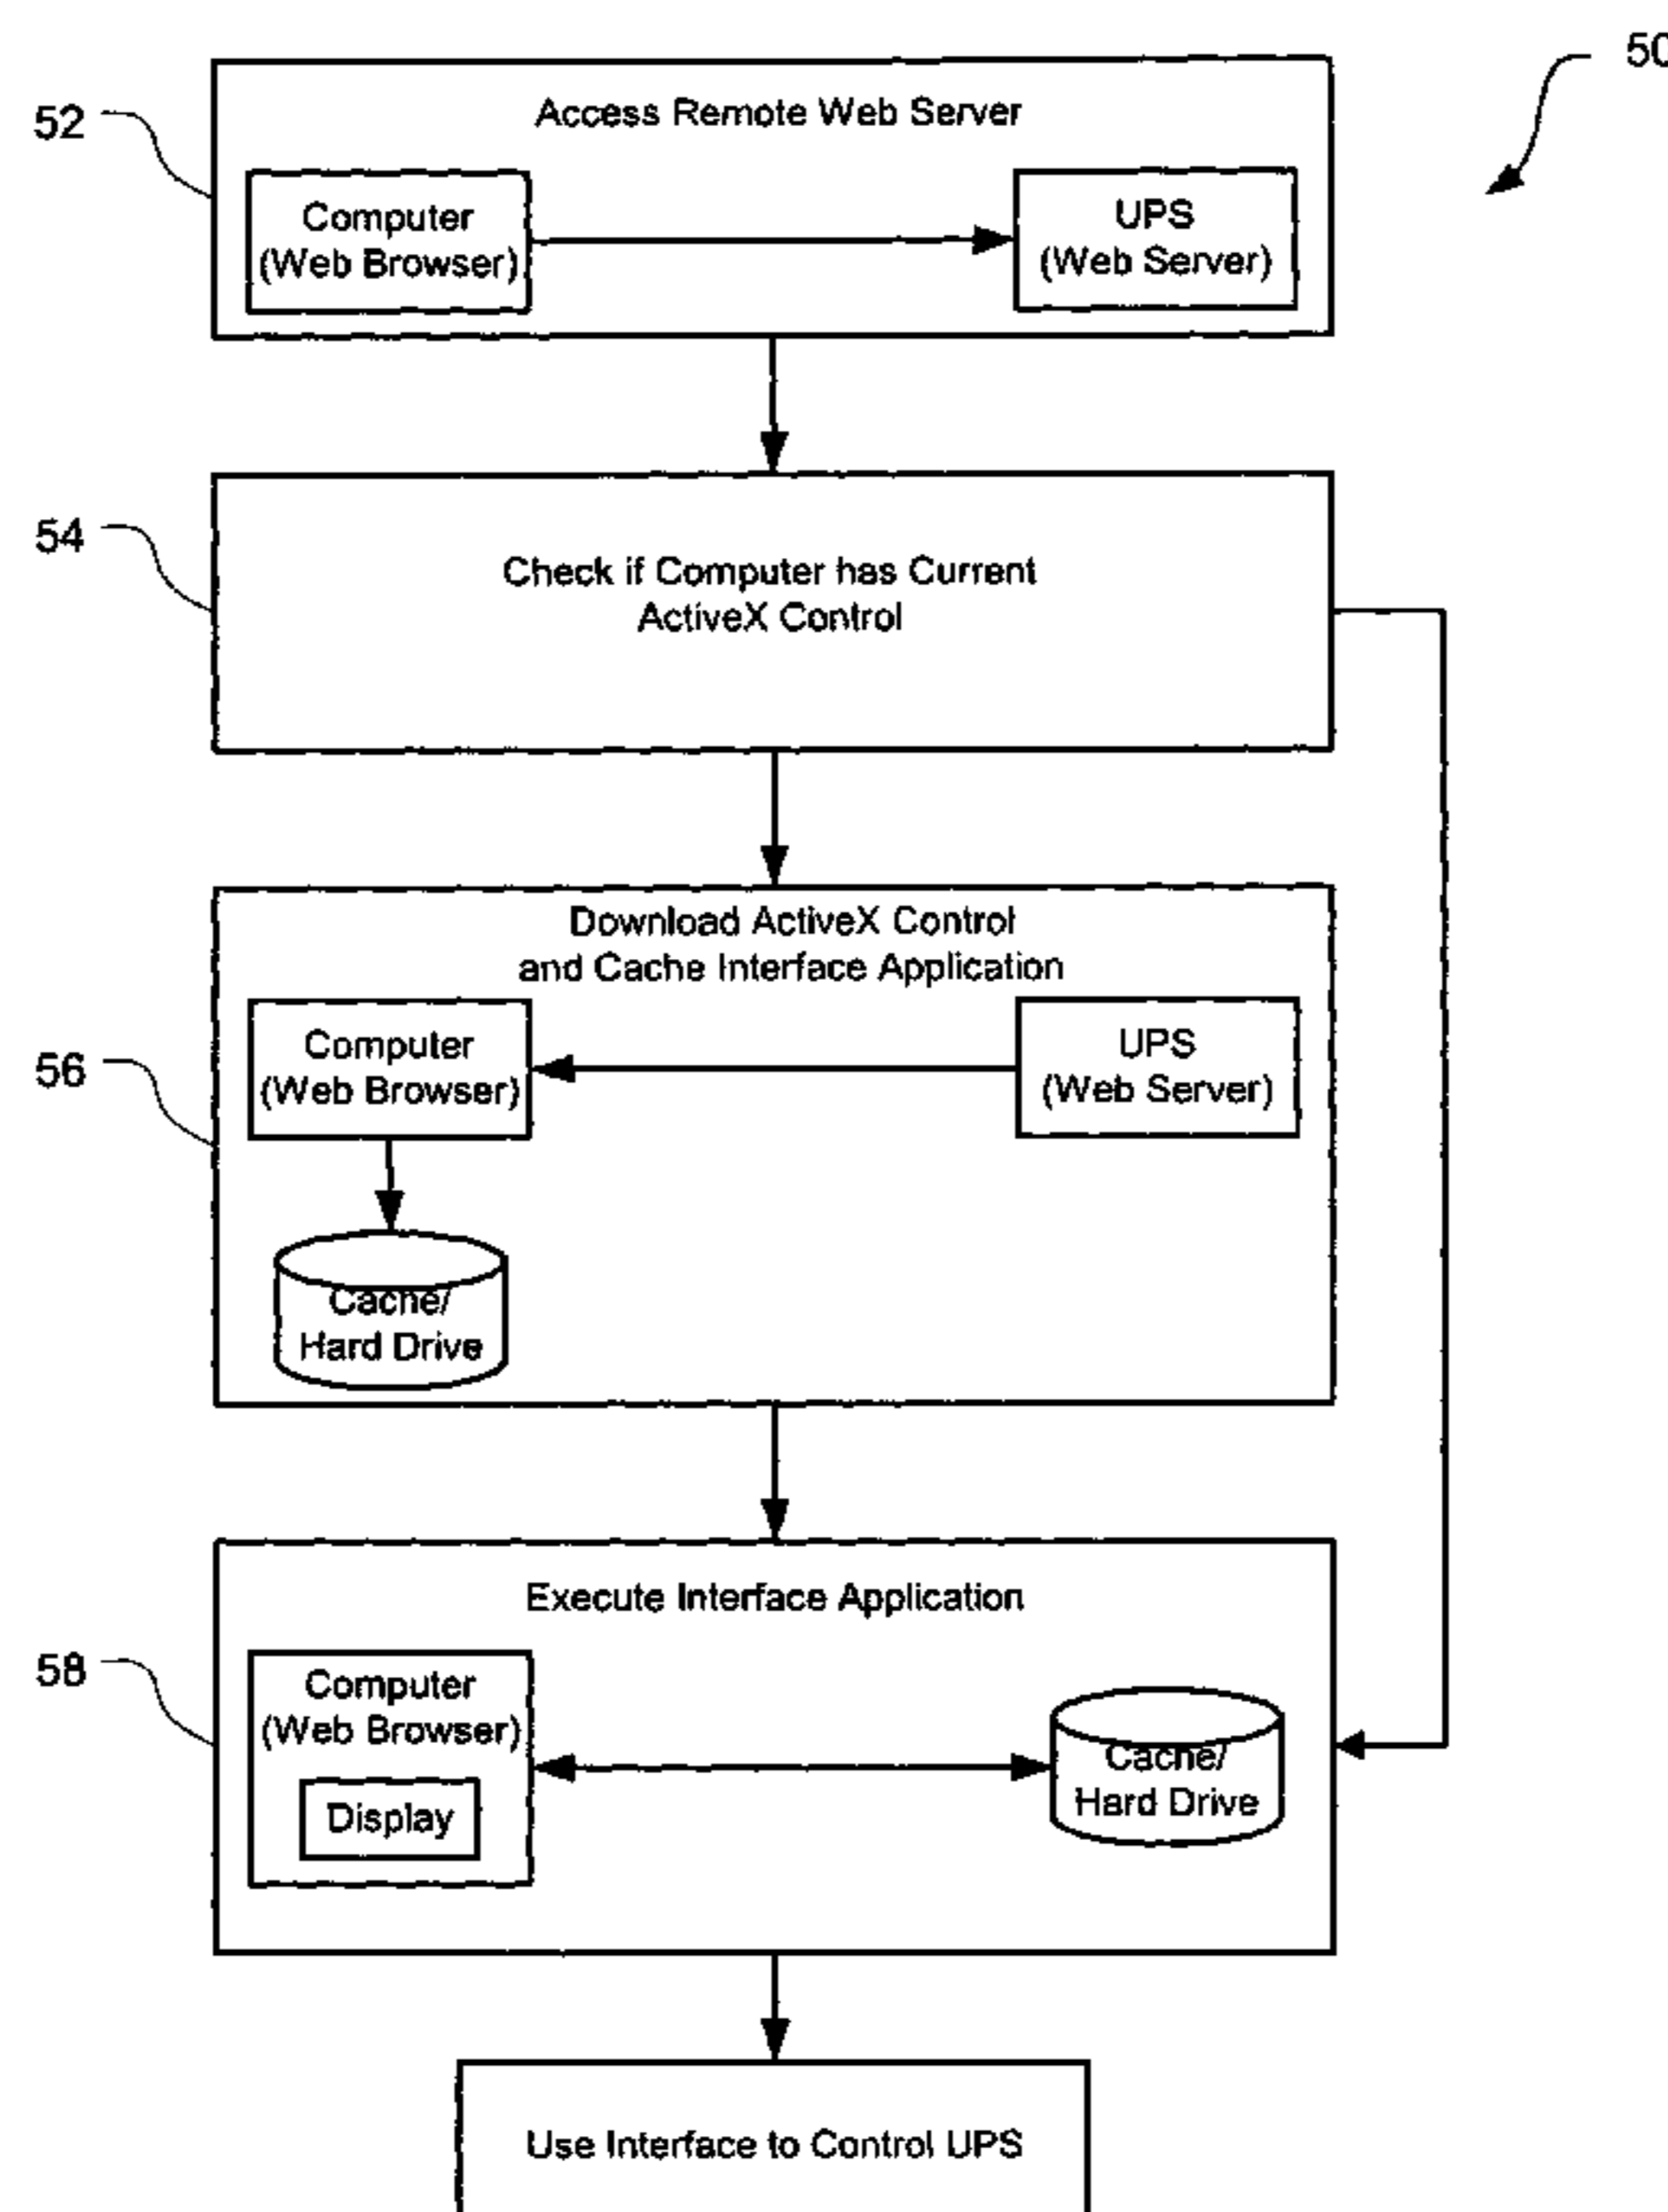 50
52
Access Remote Web Server
Computer
(Web Browser)
UPS
(Web Server)
54
Check if Computer has Current
ActiveX Control
Download ActiveX Control
and Cache Interface Application
56
Computer
(Web Browser)
UPS
(Web Server)
Cache/
Hard Drive
Execute Interface Application
58
Computer
(Web Browser)
Display
Cache/
Hard Drive
Use Interface to Control UPS